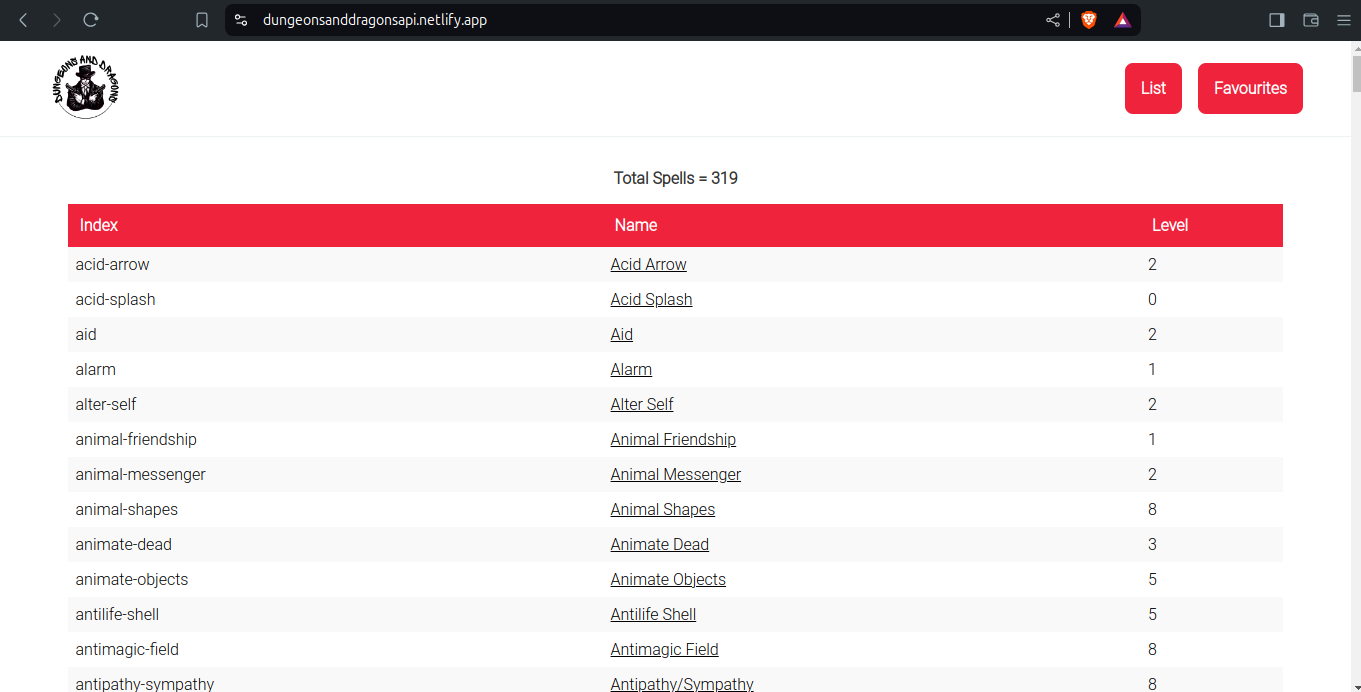 dungeonsanddragonsapi.netlify.app
DUNGEONS AND DRAGONS
List Favourites
Total Spells = 319
Index Name Level
acid-arrow Acid Arrow 2
acid-splash Acid Splash 0
aid Aid 2
alarm Alarm 1
alter-self Alter Self 2
animal-friendship Animal Friendship 1
animal-messenger Animal Messenger 2
animal-shapes Animal Shapes 8
animate-dead Animate Dead 3
animate-objects Animate Objects 5
antilife-shell Antilife Shell 5
antimagic-field Antimagic Field 8
antipathy-sympathy Antipathy/Sympathy 8